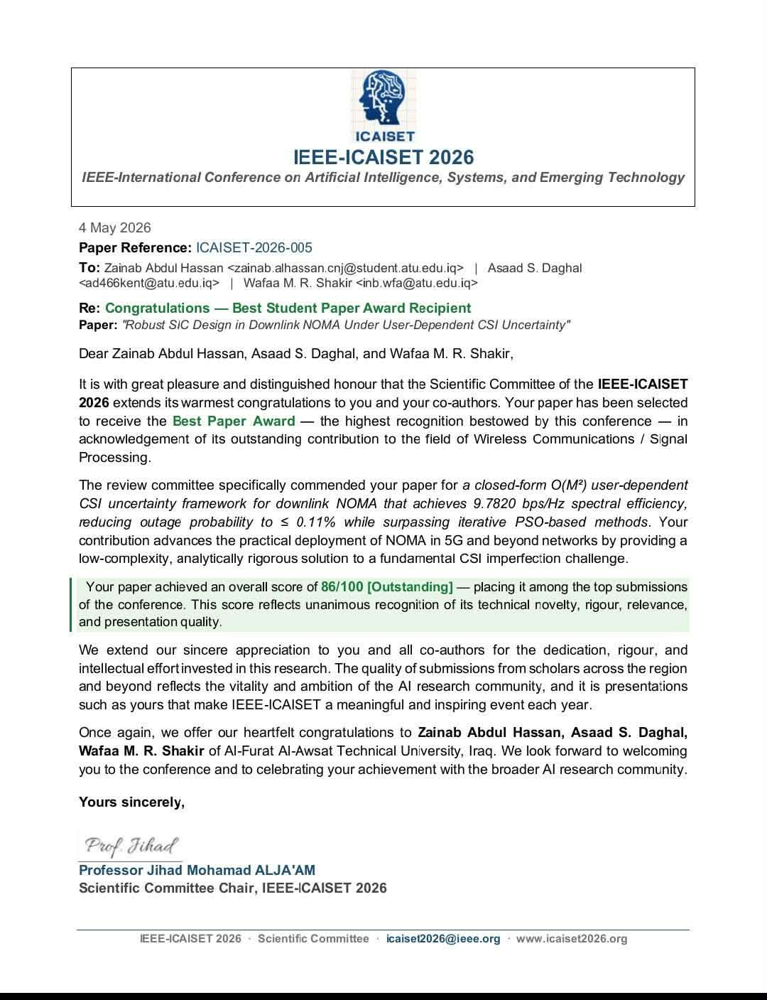 ICAISET
IEEE-ICAISET 2026
IEEE-International Conference on Artificial Intelligence, Systems, and Emerging Technology
4 May 2026
Paper Reference: ICAISET-2026-005
To: Zainab Abdul Hassan <zainab.alhassan.cnj@student.atu.edu.iq> | Asaad S. Daghal
<ad466kent@atu.edu.iq> | Wafaa M. R. Shakir <inb.wfa@atu.edu.iq>
Re: Congratulations — Best Student Paper Award Recipient
Paper: "Robust SIC Design in Downlink NOMA Under User-Dependent CSI Uncertainty"
Dear Zainab Abdul Hassan, Asaad S. Daghal, and Wafaa M. R. Shakir,
It is with great pleasure and distinguished honour that the Scientific Committee of the IEEE-ICAISET
2026 extends its warmest congratulations to you and your co-authors. Your paper has been selected
to receive the Best Paper Award — the highest recognition bestowed by this conference — in
acknowledgement of its outstanding contribution to the field of Wireless Communications / Signal
Processing.
The review committee specifically commended your paper for a closed-form O(M²) user-dependent
CSI uncertainty framework for downlink NOMA that achieves 9.7820 bps/Hz spectral efficiency,
reducing outage probability to ≤ 0.11% while surpassing iterative PSO-based methods. Your
contribution advances the practical deployment of NOMA in 5G and beyond networks by providing a
low-complexity, analytically rigorous solution to a fundamental CSI imperfection challenge.
Your paper achieved an overall score of 86/100 [Outstanding] — placing it among the top submissions
of the conference. This score reflects unanimous recognition of its technical novelty, rigour, relevance,
and presentation quality.
We extend our sincere appreciation to you and all co-authors for the dedication, rigour, and
intellectual effort invested in this research. The quality of submissions from scholars across the region
and beyond reflects the vitality and ambition of the AI research community, and it is presentations
such as yours that make IEEE-ICAISET a meaningful and inspiring event each year.
Once again, we offer our heartfelt congratulations to Zainab Abdul Hassan, Asaad S. Daghal,
Wafaa M. R. Shakir of Al-Furat Al-Awsat Technical University, Iraq. We look forward to welcoming
you to the conference and to celebrating your achievement with the broader AI research community.
Yours sincerely,
Prof. Jihad
Professor Jihad Mohamad ALJA'AM
Scientific Committee Chair, IEEE-ICAISET 2026
IEEE-ICAISET 2026 · Scientific Committee · icaiset2026@ieee.org · www.icaiset2026.org